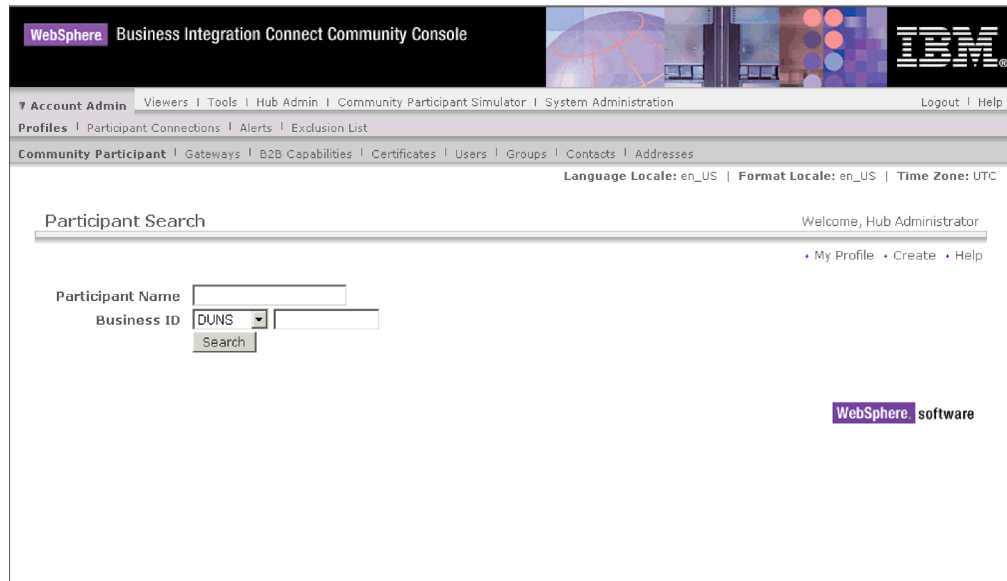 WebSphere. Business Integration Connect Community Console
IBM®
Account Admin Viewers | Tools | Hub Admin | Community Participant Simulator | System Administration Logout | Help
Profiles | Participant Connections | Alerts | Exclusion List
Community Participant | Gateways | B2B Capabilities | Certificates | Users | Groups | Contacts | Addresses
Language Locale: en_US | Format Locale: en_US | Time Zone: UTC
Participant Search Welcome, Hub Administrator
My Profile Create Help
Participant Name
Business ID DUNS
Search
WebSphere. software